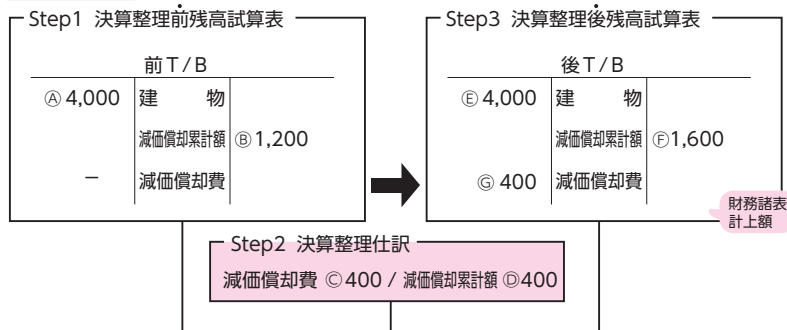 Step1 決算整理前残高試算表
前T/B
Ⓐ 4,000 建物
減価償却累計額 Ⓑ 1,200
－ 減価償却費
Step3 決算整理後残高試算表
後T/B
Ⓔ 4,000 建物
減価償却累計額 Ⓕ 1,600
Ⓖ 400 減価償却費
財務諸表
計上額
Step2 決算整理仕訳
減価償却費 Ⓒ 400 / 減価償却累計額 Ⓓ 400